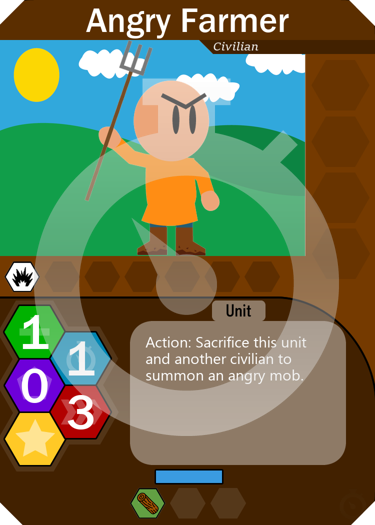 Angry Farmer
Civilian
Unit
1
1
0
3
Action: Sacrifice this unit
and another civilian to
summon an angry mob.